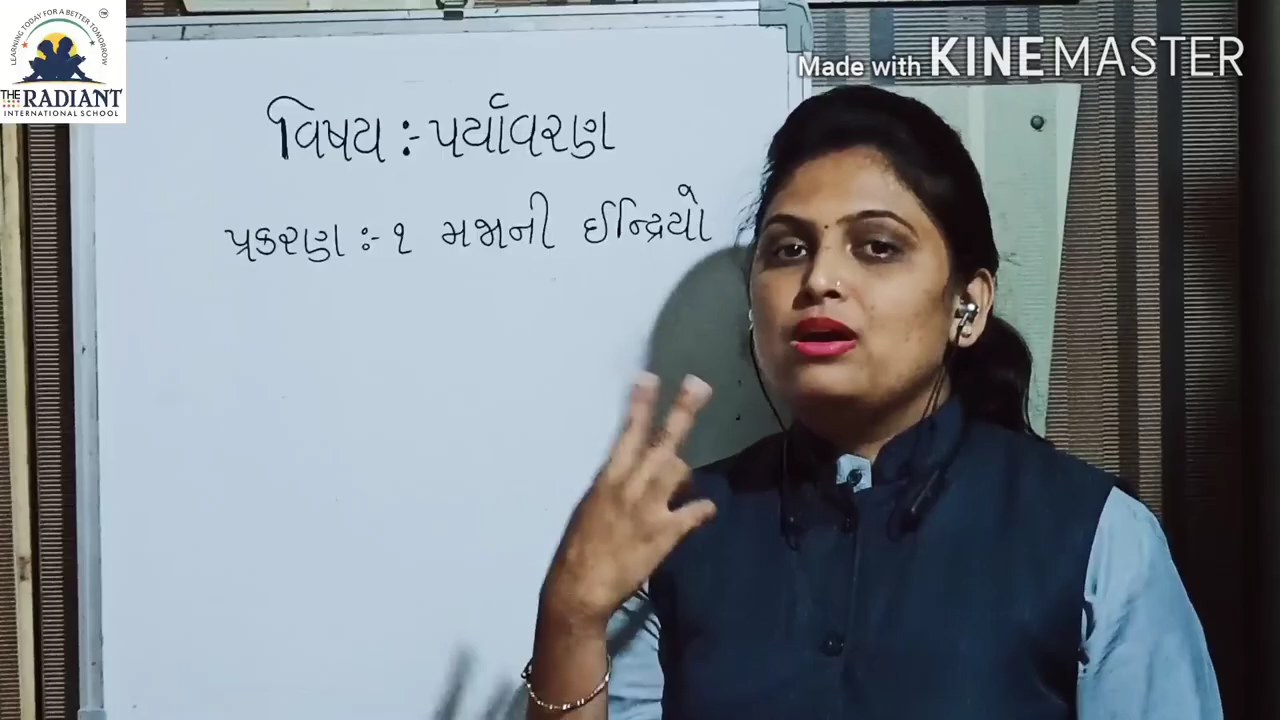 LEARNING TODAY FOR A BETTER TOMORROW
THE RADIANT
INTERNATIONAL SCHOOL
Made with KINEMASTER
વિષય :- પર્યાવરણ
પ્રકરણ :- ૧ મજાની ઈન્દ્રિયો